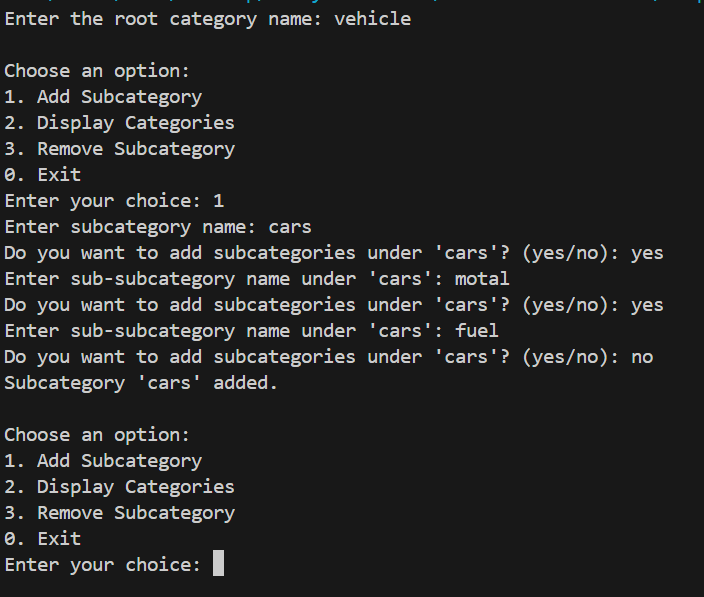 Enter the root category name: vehicle
Choose an option:
1. Add Subcategory
2. Display Categories
3. Remove Subcategory
0. Exit
Enter your choice: 1
Enter subcategory name: cars
Do you want to add subcategories under 'cars'? (yes/no): yes
Enter sub-subcategory name under 'cars': motal
Do you want to add subcategories under 'cars'? (yes/no): yes
Enter sub-subcategory name under 'cars': fuel
Do you want to add subcategories under 'cars'? (yes/no): no
Subcategory 'cars' added.
Choose an option:
1. Add Subcategory
2. Display Categories
3. Remove Subcategory
0. Exit
Enter your choice: